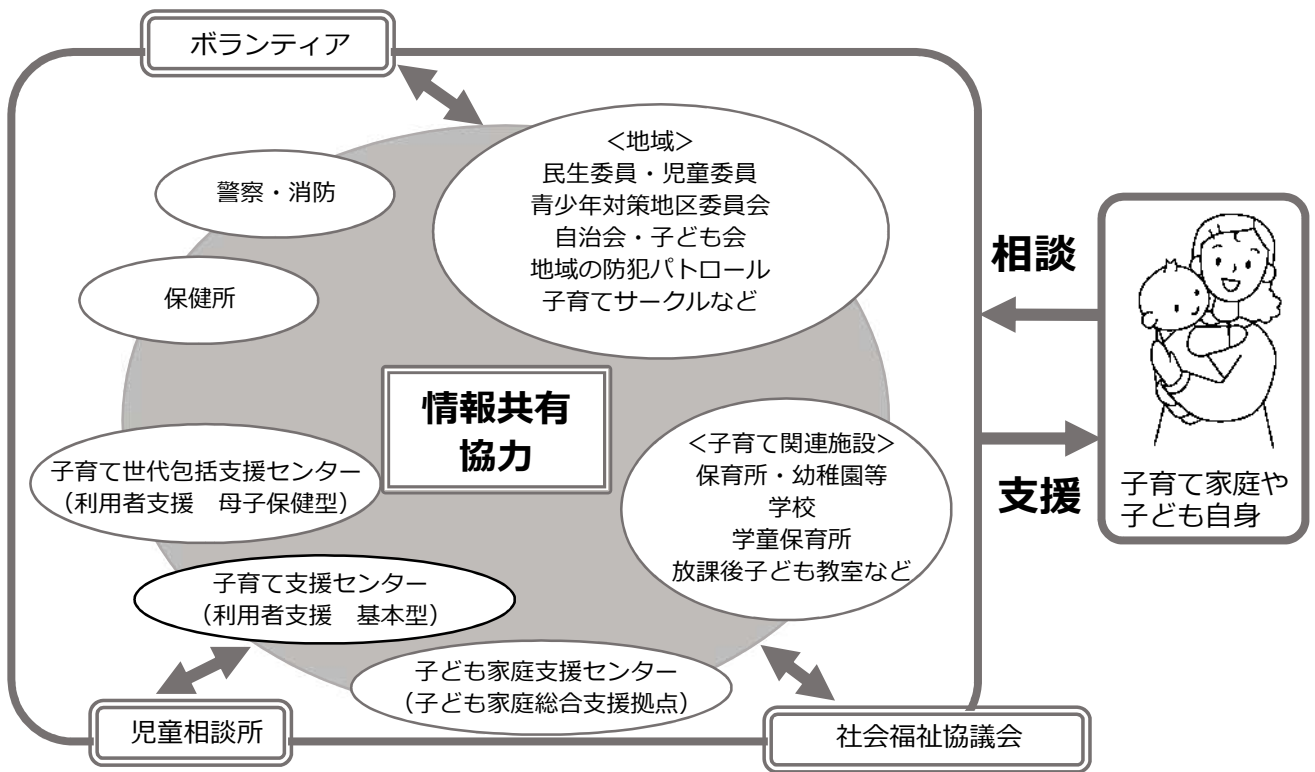 ボランティア
警察・消防
<地域>
民生委員・児童委員
青少年対策地区委員会
自治会・子ども会
地域の防犯パトロール
子育てサークルなど
保健所
相談
情報共有
協力
子育て世代包括支援センター
（利用者支援　母子保健型）
<子育て関連施設>
保育所・幼稚園等
学校
学童保育所
放課後子ども教室など
支援
子育て家庭や
子ども自身
子育て支援センター
（利用者支援　基本型）
子ども家庭支援センター
（子ども家庭総合支援拠点）
児童相談所
社会福祉協議会